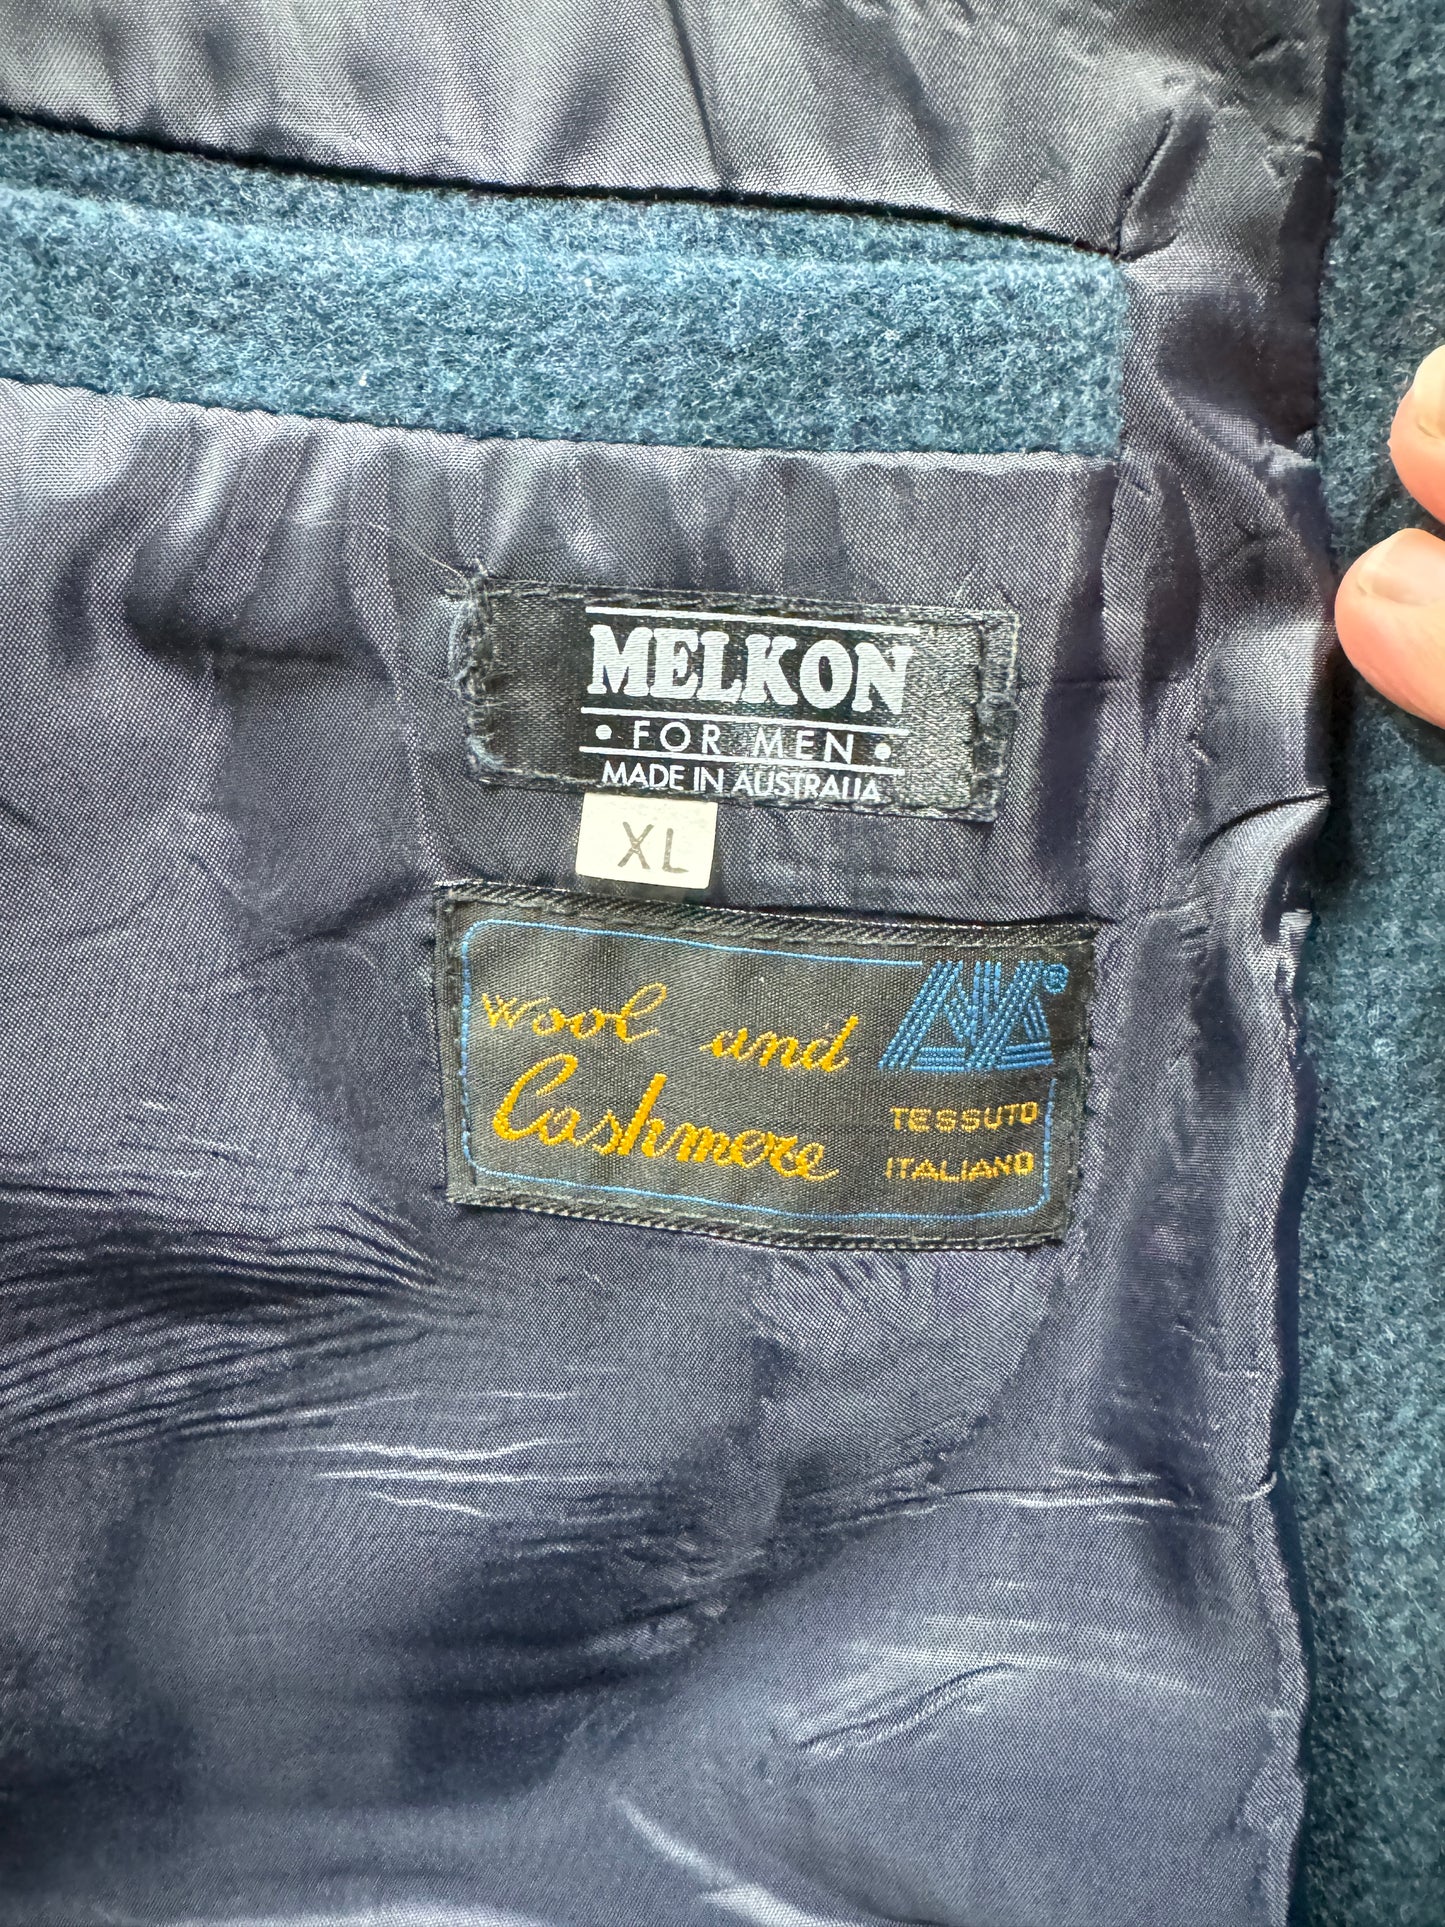 MELKON
• FOR MEN •
MADE IN AUSTRALIA
XL
Wool and
Cashmere
TESSUTO
ITALIANO